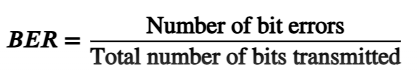 BER = Number of bit errors
Total number of bits transmitted